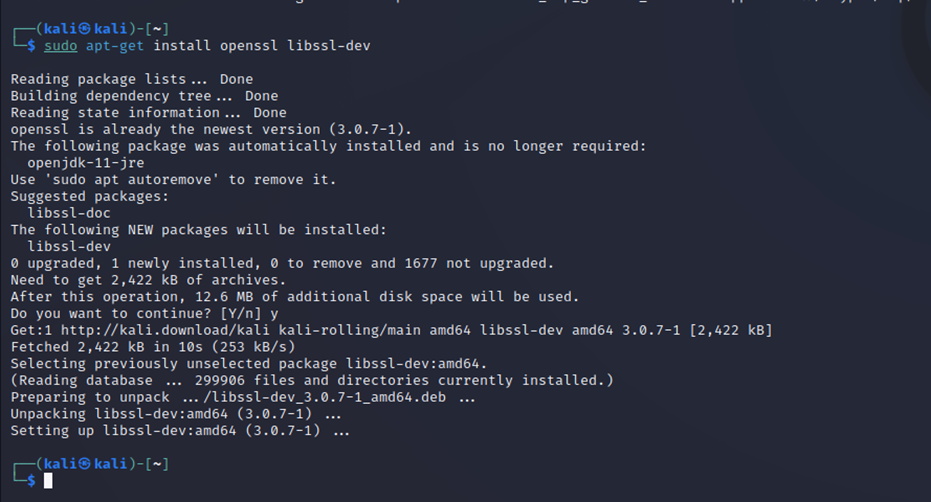 ┌──(kali㉿kali)-[~]
└─$ sudo apt-get install openssl libssl-dev
Reading package lists... Done
Building dependency tree... Done
Reading state information... Done
openssl is already the newest version (3.0.7-1).
The following package was automatically installed and is no longer required:
openjdk-11-jre
Use 'sudo apt autoremove' to remove it.
Suggested packages:
libssl-doc
The following NEW packages will be installed:
libssl-dev
0 upgraded, 1 newly installed, 0 to remove and 1677 not upgraded.
Need to get 2,422 kB of archives.
After this operation, 12.6 MB of additional disk space will be used.
Do you want to continue? [Y/n] y
Get:1 http://kali.download/kali kali-rolling/main amd64 libssl-dev amd64 3.0.7-1 [2,422 kB]
Fetched 2,422 kB in 10s (253 kB/s)
Selecting previously unselected package libssl-dev:amd64.
(Reading database ... 299906 files and directories currently installed.)
Preparing to unpack .../libssl-dev_3.0.7-1_amd64.deb ...
Unpacking libssl-dev:amd64 (3.0.7-1) ...
Setting up libssl-dev:amd64 (3.0.7-1) ...
┌──(kali㉿kali)-[~]
└─$